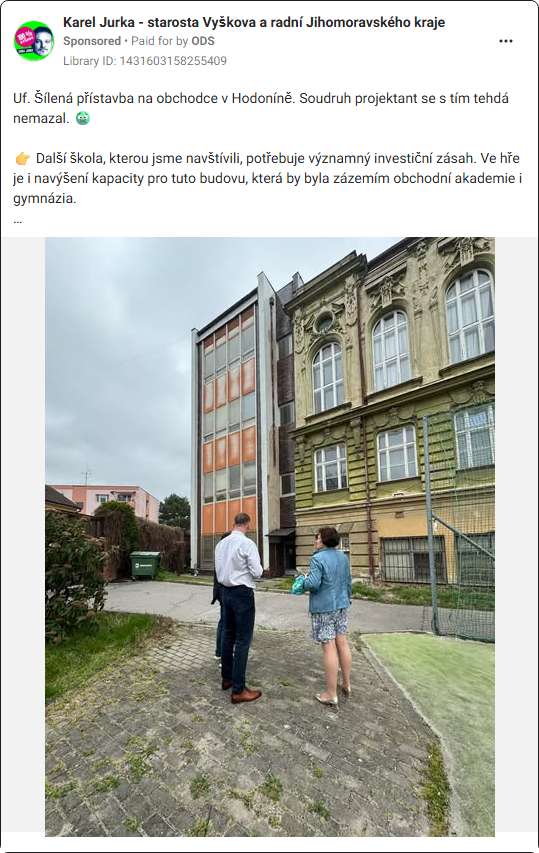 Karel Jurka - starosta Vyškova a radní Jihomoravského kraje
Sponsored • Paid for by ODS
Library ID: 1431603158255409
Uf. Šílená přístavba na obchodce v Hodoníně. Soudruh projektant se s tím tehdá
nemazal. 🤢
👉 Další škola, kterou jsme navštívili, potřebuje významný investiční zásah. Ve hře
je i navýšení kapacity pro tuto budovu, která by byla zázemím obchodní akademie i
gymnázia.
...